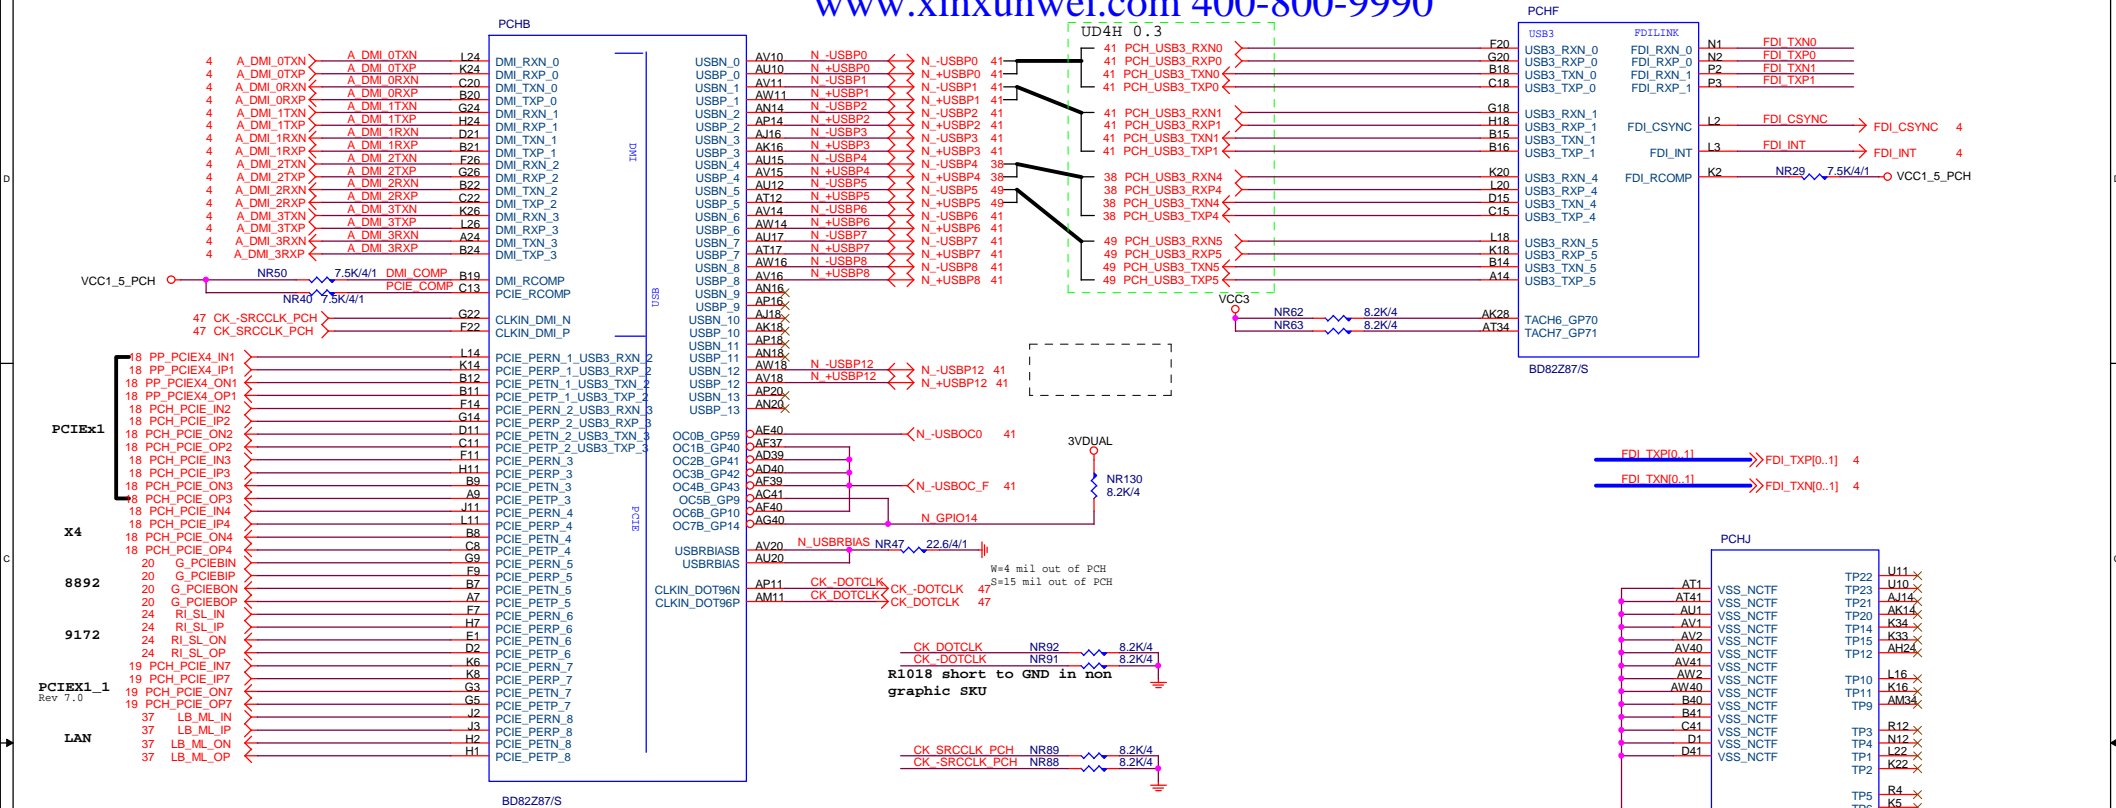 www.xinxunwei.com 400-800-9990
PCHB
4 A_DMI_0TXN A_DMI_0TXN L24 DMI_RXN_0
4 A_DMI_0TXP A_DMI_0TXP K24 DMI_RXP_0
4 A_DMI_0RXN A_DMI_0RXN C20 DMI_TXN_0
4 A_DMI_0RXP A_DMI_0RXP B20 DMI_TXP_0
4 A_DMI_1TXN A_DMI_1TXN G24 DMI_RXN_1
4 A_DMI_1TXP A_DMI_1TXP H24 DMI_RXP_1
4 A_DMI_1RXN A_DMI_1RXN D21 DMI_TXN_1
4 A_DMI_1RXP A_DMI_1RXP B21 DMI_TXP_1
4 A_DMI_2TXN A_DMI_2TXN F26 DMI_RXN_2
4 A_DMI_2TXP A_DMI_2TXP G26 DMI_RXP_2
4 A_DMI_2RXN A_DMI_2RXN B22 DMI_TXN_2
4 A_DMI_2RXP A_DMI_2RXP C22 DMI_TXP_2
4 A_DMI_3TXN A_DMI_3TXN K26 DMI_RXN_3
4 A_DMI_3TXP A_DMI_3TXP L26 DMI_RXP_3
4 A_DMI_3RXN A_DMI_3RXN A24 DMI_TXN_3
4 A_DMI_3RXP A_DMI_3RXP B24 DMI_TXP_3
VCC1_5_PCH NR50 7.5K/4/1 DMI_COMP B19 DMI_RCOMP
NR40 7.5K/4/1 PCIE_COMP C13 PCIE_RCOMP
47 CK_-SRCCLK_PCH G22 CLKIN_DMI_N
47 CK_SRCCLK_PCH F22 CLKIN_DMI_P
18 PP_PCIEX4_IN1 L14 PCIE_PERN_1_USB3_RXN_2
18 PP_PCIEX4_IP1 K14 PCIE_PERP_1_USB3_RXP_2
18 PP_PCIEX4_ON1 B12 PCIE_PETN_1_USB3_TXN_2
18 PP_PCIEX4_OP1 B11 PCIE_PETP_1_USB3_TXP_2
18 PCH_PCIE_IN2 F14 PCIE_PERN_2_USB3_RXN_3
18 PCH_PCIE_IP2 G14 PCIE_PERP_2_USB3_RXP_3
PCIEx1
18 PCH_PCIE_ON2 D11 PCIE_PETN_2_USB3_TXN_3
18 PCH_PCIE_OP2 C11 PCIE_PETP_2_USB3_TXP_3
18 PCH_PCIE_IN3 F11 PCIE_PERN_3
18 PCH_PCIE_IP3 H11 PCIE_PERP_3
18 PCH_PCIE_ON3 B9 PCIE_PETN_3
18 PCH_PCIE_OP3 A9 PCIE_PETP_3
18 PCH_PCIE_IN4 J11 PCIE_PERN_4
18 PCH_PCIE_IP4 L11 PCIE_PERP_4
X4
18 PCH_PCIE_ON4 B8 PCIE_PETN_4
18 PCH_PCIE_OP4 C8 PCIE_PETP_4
20 G_PCIEBIN G9 PCIE_PERN_5
20 G_PCIEBIP F9 PCIE_PERP_5
8892
20 G_PCIEBON B7 PCIE_PETN_5
20 G_PCIEBOP A7 PCIE_PETP_5
24 RI_SL_IN F7 PCIE_PERN_6
24 RI_SL_IP H7 PCIE_PERP_6
9172
24 RI_SL_ON E1 PCIE_PETN_6
24 RI_SL_OP D2 PCIE_PETP_6
19 PCH_PCIE_IN7 K6 PCIE_PERN_7
19 PCH_PCIE_IP7 K8 PCIE_PERP_7
PCIEX1_1
Rev 7.0
19 PCH_PCIE_ON7 G3 PCIE_PETN_7
19 PCH_PCIE_OP7 G5 PCIE_PETP_7
37 LB_ML_IN J2 PCIE_PERN_8
37 LB_ML_IP J3 PCIE_PERP_8
LAN
37 LB_ML_ON H2 PCIE_PETN_8
37 LB_ML_OP H1 PCIE_PETP_8
DMI
USB
PCIE
BD82Z87/S
USBN_0 AV10 N_-USBP0 N_-USBP0 41
USBP_0 AU10 N_+USBP0 N_+USBP0 41
USBN_1 AV11 N_-USBP1 N_-USBP1 41
USBP_1 AW11 N_+USBP1 N_+USBP1 41
USBN_2 AN14 N_-USBP2 N_-USBP2 41
USBP_2 AP14 N_+USBP2 N_+USBP2 41
USBN_3 AJ16 N_-USBP3 N_-USBP3 41
USBP_3 AK16 N_+USBP3 N_+USBP3 41
USBN_4 AU15 N_-USBP4 N_-USBP4 38
USBP_4 AV15 N_+USBP4 N_+USBP4 38
USBN_5 AU12 N_-USBP5 N_-USBP5 49
USBP_5 AT12 N_+USBP5 N_+USBP5 49
USBN_6 AV14 N_-USBP6 N_-USBP6 41
USBP_6 AW14 N_+USBP6 N_+USBP6 41
USBN_7 AU17 N_-USBP7 N_-USBP7 41
USBP_7 AT17 N_+USBP7 N_+USBP7 41
USBN_8 AW16 N_-USBP8 N_-USBP8 41
USBP_8 AV16 N_+USBP8 N_+USBP8 41
USBN_9 AN16
USBP_9 AP16
USBN_10 AJ18
USBP_10 AK18
USBN_11 AP18
USBP_11 AN18
USBN_12 AW18 N_-USBP12 N_-USBP12 41
USBP_12 AV18 N_+USBP12 N_+USBP12 41
USBN_13 AP20
USBP_13 AN20
OC0B_GP59 AE40 N_-USBOC0 41
OC1B_GP40 AF37
OC2B_GP41 AD39
OC3B_GP42 AD40
OC4B_GP43 AF39 N_-USBOC_F 41
OC5B_GP9 AC41
OC6B_GP10 AF40
OC7B_GP14 AG40 N_GPIO14
3VDUAL
NR130
8.2K/4
USBRBIASB AV20 N_USBRBIAS NR47 22.6/4/1
USBRBIAS AU20
W=4 mil out of PCH
S=15 mil out of PCH
CLKIN_DOT96N AP11 CK_-DOTCLK CK_-DOTCLK 47
CLKIN_DOT96P AM11 CK_DOTCLK CK_DOTCLK 47
CK_DOTCLK NR92 8.2K/4
CK_-DOTCLK NR91 8.2K/4
R1018 short to GND in non
graphic SKU
CK_SRCCLK_PCH NR89 8.2K/4
CK_-SRCCLK_PCH NR88 8.2K/4
UD4H 0.3
PCHF
USB3 FDILINK
41 PCH_USB3_RXN0 F20 USB3_RXN_0
41 PCH_USB3_RXP0 G20 USB3_RXP_0
41 PCH_USB3_TXN0 B18 USB3_TXN_0
41 PCH_USB3_TXP0 C18 USB3_TXP_0
41 PCH_USB3_RXN1 G18 USB3_RXN_1
41 PCH_USB3_RXP1 H18 USB3_RXP_1
41 PCH_USB3_TXN1 B15 USB3_TXN_1
41 PCH_USB3_TXP1 B16 USB3_TXP_1
38 PCH_USB3_RXN4 K20 USB3_RXN_4
38 PCH_USB3_RXP4 L20 USB3_RXP_4
38 PCH_USB3_TXN4 D15 USB3_TXN_4
38 PCH_USB3_TXP4 C15 USB3_TXP_4
49 PCH_USB3_RXN5 L18 USB3_RXN_5
49 PCH_USB3_RXP5 K18 USB3_RXP_5
49 PCH_USB3_TXN5 B14 USB3_TXN_5
49 PCH_USB3_TXP5 A14 USB3_TXP_5
VCC3
NR62 8.2K/4 AK28 TACH6_GP70
NR63 8.2K/4 AT34 TACH7_GP71
BD82Z87/S
FDI_RXN_0 N1 FDI_TXN0
FDI_RXP_0 N2 FDI_TXP0
FDI_RXN_1 P2 FDI_TXN1
FDI_RXP_1 P3 FDI_TXP1
FDI_CSYNC L2 FDI_CSYNC FDI_CSYNC 4
FDI_INT L3 FDI_INT FDI_INT 4
FDI_RCOMP K2 NR29 7.5K/4/1 VCC1_5_PCH
FDI_TXP[0..1] FDI_TXP[0..1] 4
FDI_TXN[0..1] FDI_TXN[0..1] 4
PCHJ
AT1 VSS_NCTF
AT41 VSS_NCTF
AU1 VSS_NCTF
AV1 VSS_NCTF
AV2 VSS_NCTF
AV40 VSS_NCTF
AV41 VSS_NCTF
AW2 VSS_NCTF
AW40 VSS_NCTF
B40 VSS_NCTF
B41 VSS_NCTF
C41 VSS_NCTF
D1 VSS_NCTF
D41 VSS_NCTF
TP22 U11
TP23 U10
TP21 AJ14
TP20 AK14
TP14 K34
TP15 K33
TP12 AH24
TP10 L16
TP11 K16
TP9 AM34
TP3 R12
TP4 N12
TP1 L22
TP2 K22
TP5 R4
K5
D
C